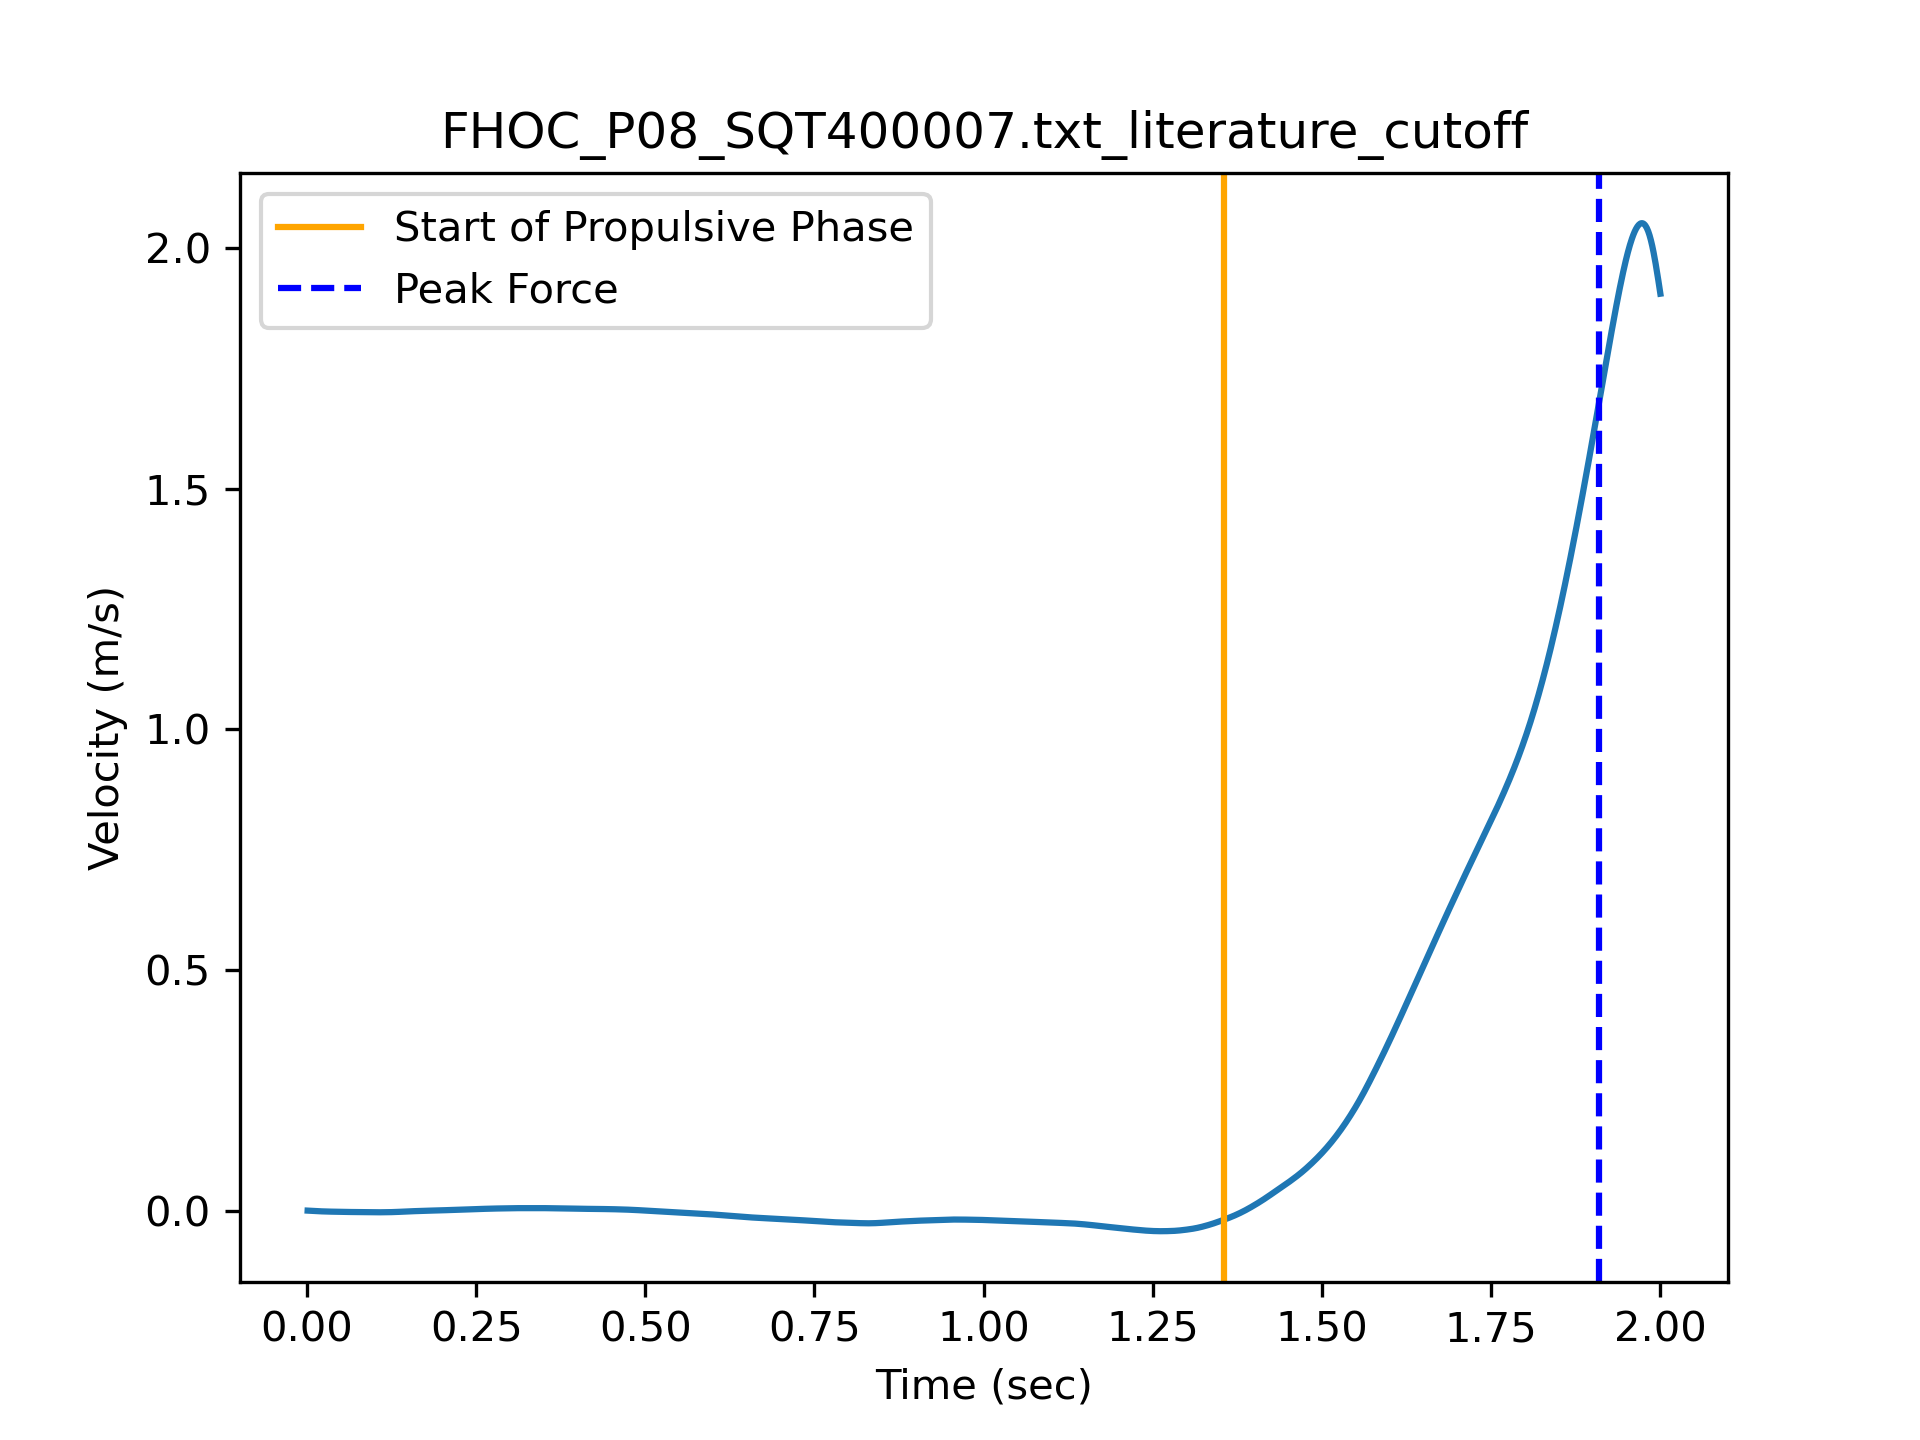 FHOC_P08_SQT400007.txt_literature_cutoff
Start of Propulsive Phase
Peak Force
2.0
1.5
1.0
0.5
0.0
Velocity (m/s)
0.00 0.25 0.50 0.75 1.00 1.25 1.50 1.75 2.00
Time (sec)